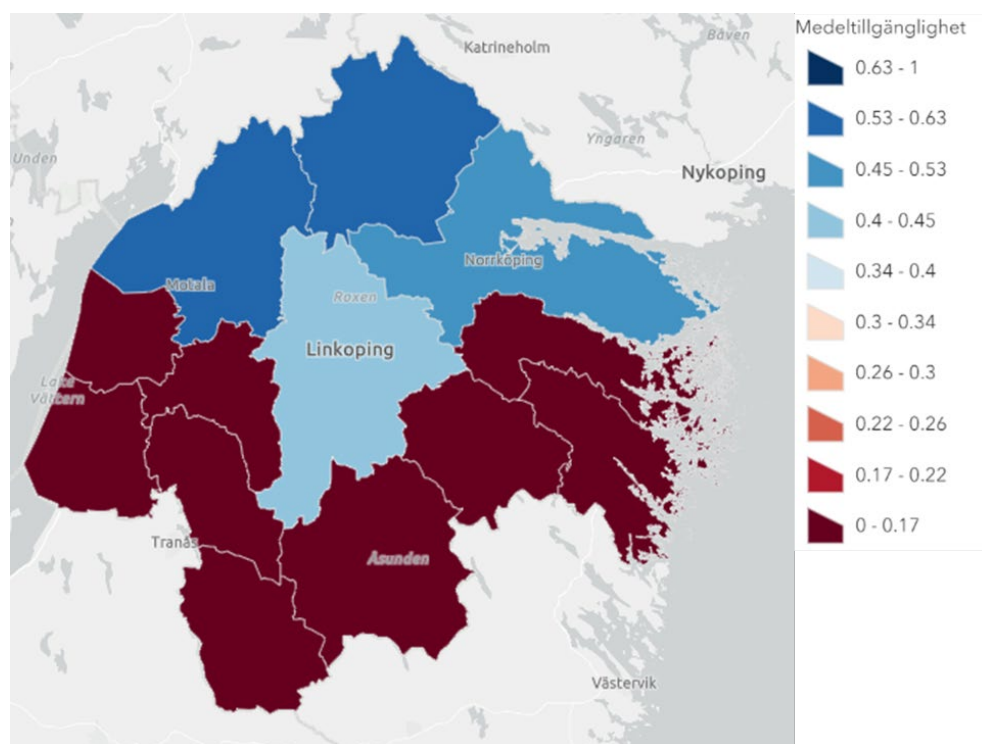 Katrineholm
Båven
Medeltillgänglighet
0.63 - 1
0.53 - 0.63
0.45 - 0.53
0.4 - 0.45
0.34 - 0.4
0.3 - 0.34
0.26 - 0.3
0.22 - 0.26
0.17 - 0.22
0 - 0.17
Yngaren
Unden
Nykoping
Norrköping
Motala
Roxen
Linkoping
Lake
Vättern
Tranås
Åsunden
Västervik